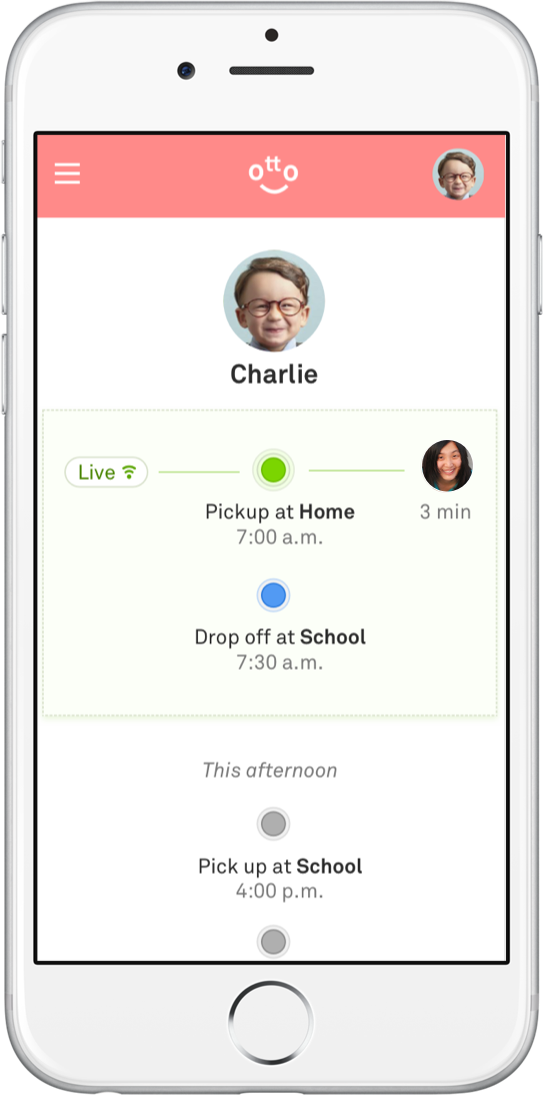 otto
Charlie
Live
Pickup at Home
3 min
7:00 a.m.
Drop off at School
7:30 a.m.
This afternoon
Pick up at School
4:00 p.m.